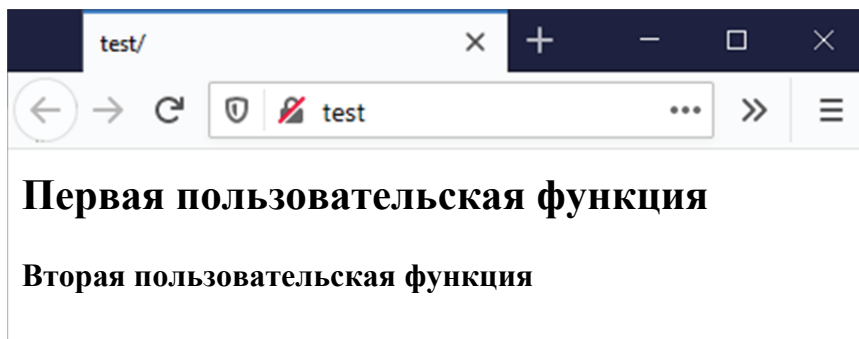 test/
test
Первая пользовательская функция
Вторая пользовательская функция